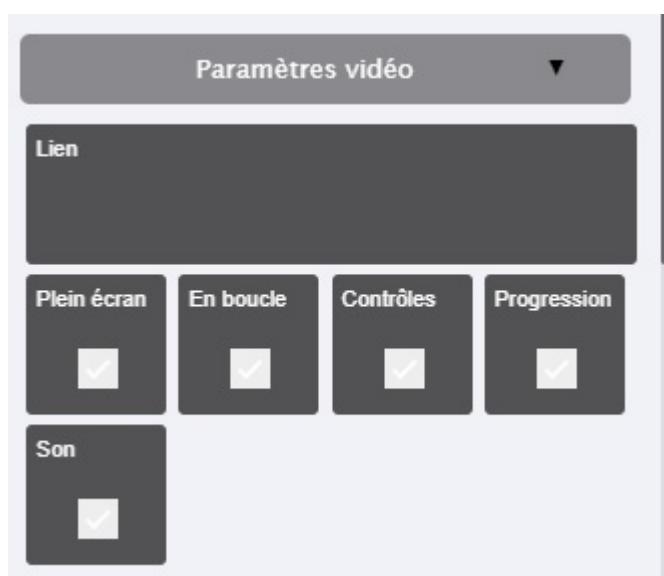 Paramètres vidéo ▼
Lien
Plein écran En boucle Contrôles Progression
Son